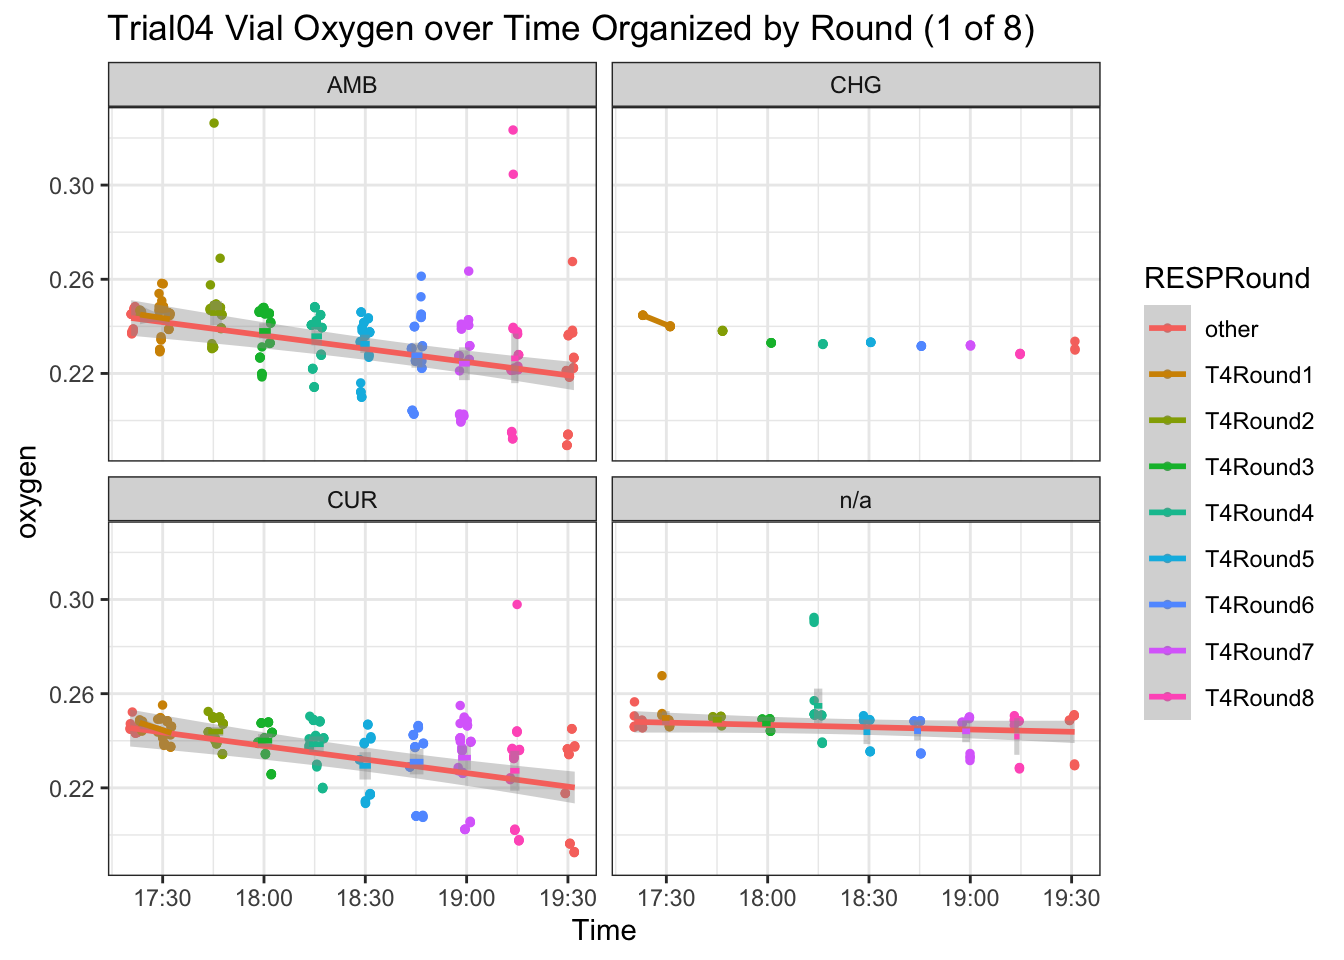 Trial04 Vial Oxygen over Time Organized by Round (1 of 8)
AMB
CHG
0.30
0.26
0.22
CUR
n/a
0.30
0.26
0.22
oxygen
17:30 18:00 18:30 19:00 19:30
17:30 18:00 18:30 19:00 19:30
Time
RESPRound
other
T4Round1
T4Round2
T4Round3
T4Round4
T4Round5
T4Round6
T4Round7
T4Round8